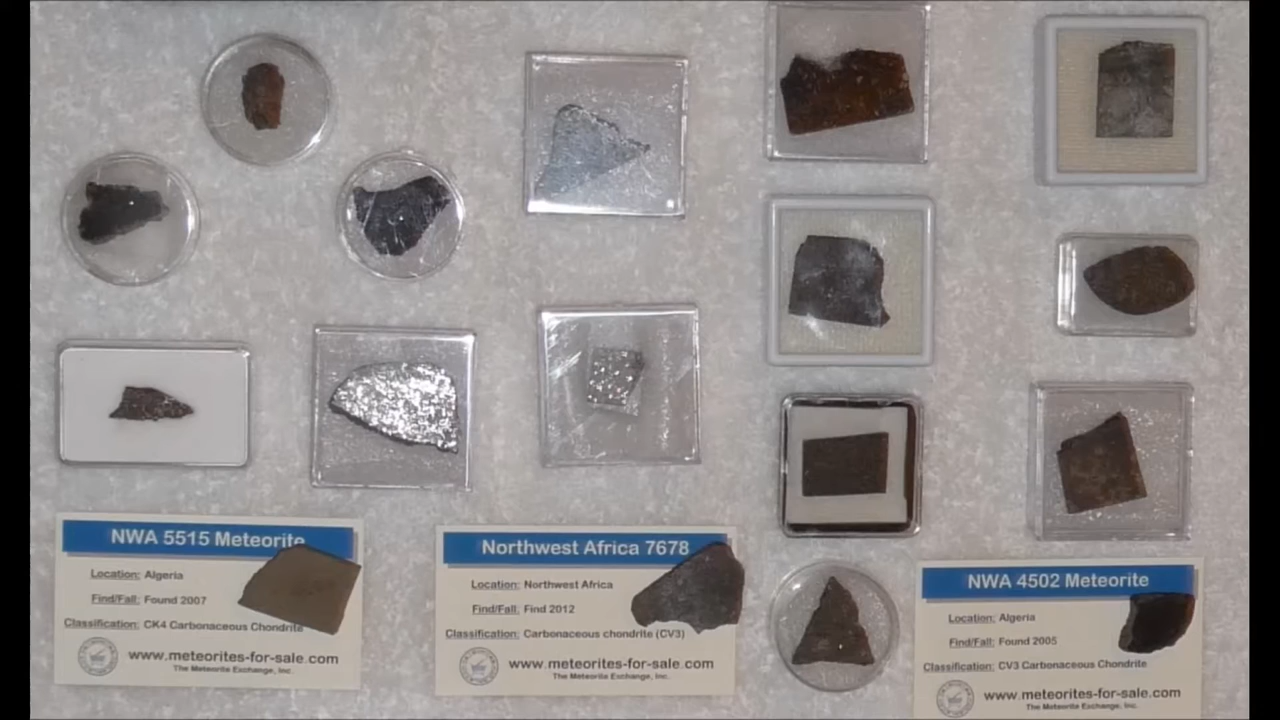 NWA 5515 Meteorite
Location: Algeria
Find/Fall: Found 2007
Classification: CK4 Carbonaceous Chondrite
www.meteorites-for-sale.com
The Meteorite Exchange, Inc.
Northwest Africa 7678
Location: Northwest Africa
Find/Fall: Find 2012
Classification: Carbonaceous chondrite (CV3)
www.meteorites-for-sale.com
The Meteorite Exchange, Inc.
NWA 4502 Meteorite
Location: Algeria
Find/Fall: Found 2005
Classification: CV3 Carbonaceous Chondrite
www.meteorites-for-sale.com
The Meteorite Exchange, Inc.